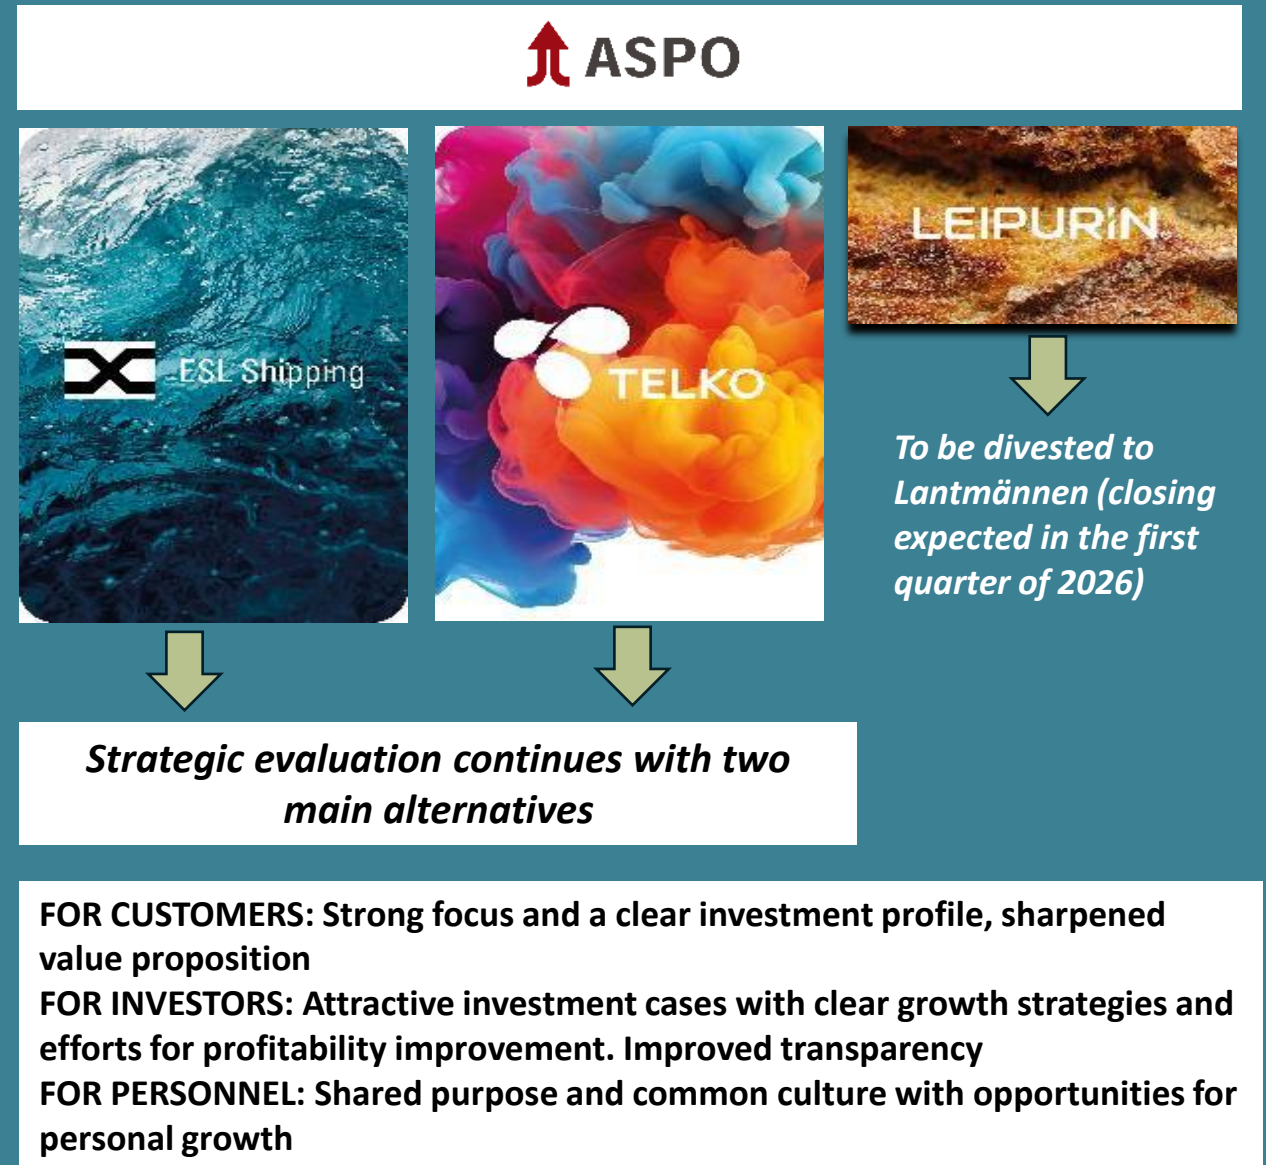 ASPO
ESL Shipping
TELKO
LEIPURIN
To be divested to
Lantmännen (closing
expected in the first
quarter of 2026)
Strategic evaluation continues with two
main alternatives
FOR CUSTOMERS: Strong focus and a clear investment profile, sharpened
value proposition
FOR INVESTORS: Attractive investment cases with clear growth strategies and
efforts for profitability improvement. Improved transparency
FOR PERSONNEL: Shared purpose and common culture with opportunities for
personal growth